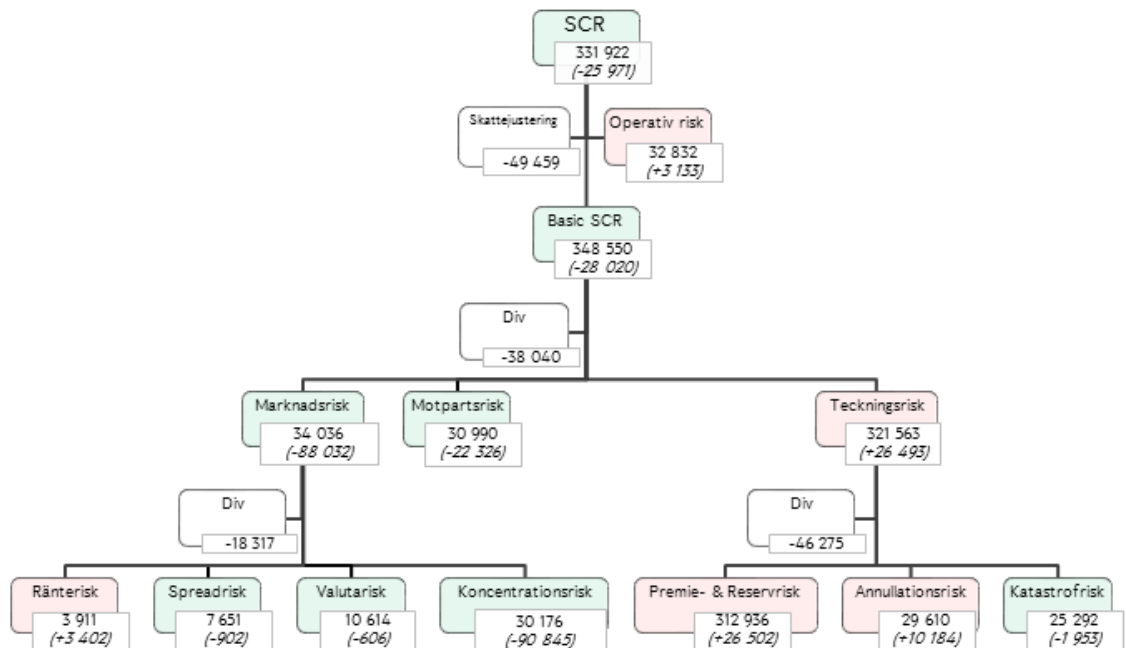 SCR
331 922
(-25 971)
Skattejustering
-49 459
Operativ risk
32 832
(+3 133)
Basic SCR
348 550
(-28 020)
Div
-38 040
Marknadsrisk
34 036
(-88 032)
Motpartsrisk
30 990
(-22 326)
Teckningsrisk
321 563
(+26 493)
Div
-18 317
Div
-46 275
Ränterisk
3 911
(+3 402)
Spreadrisk
7 651
(-902)
Valutarisk
10 614
(-606)
Koncentrationsrisk
30 176
(-90 845)
Premie- & Reservrisk
312 936
(+26 502)
Annullationsrisk
29 610
(+10 184)
Katastrofrisk
25 292
(-1 953)